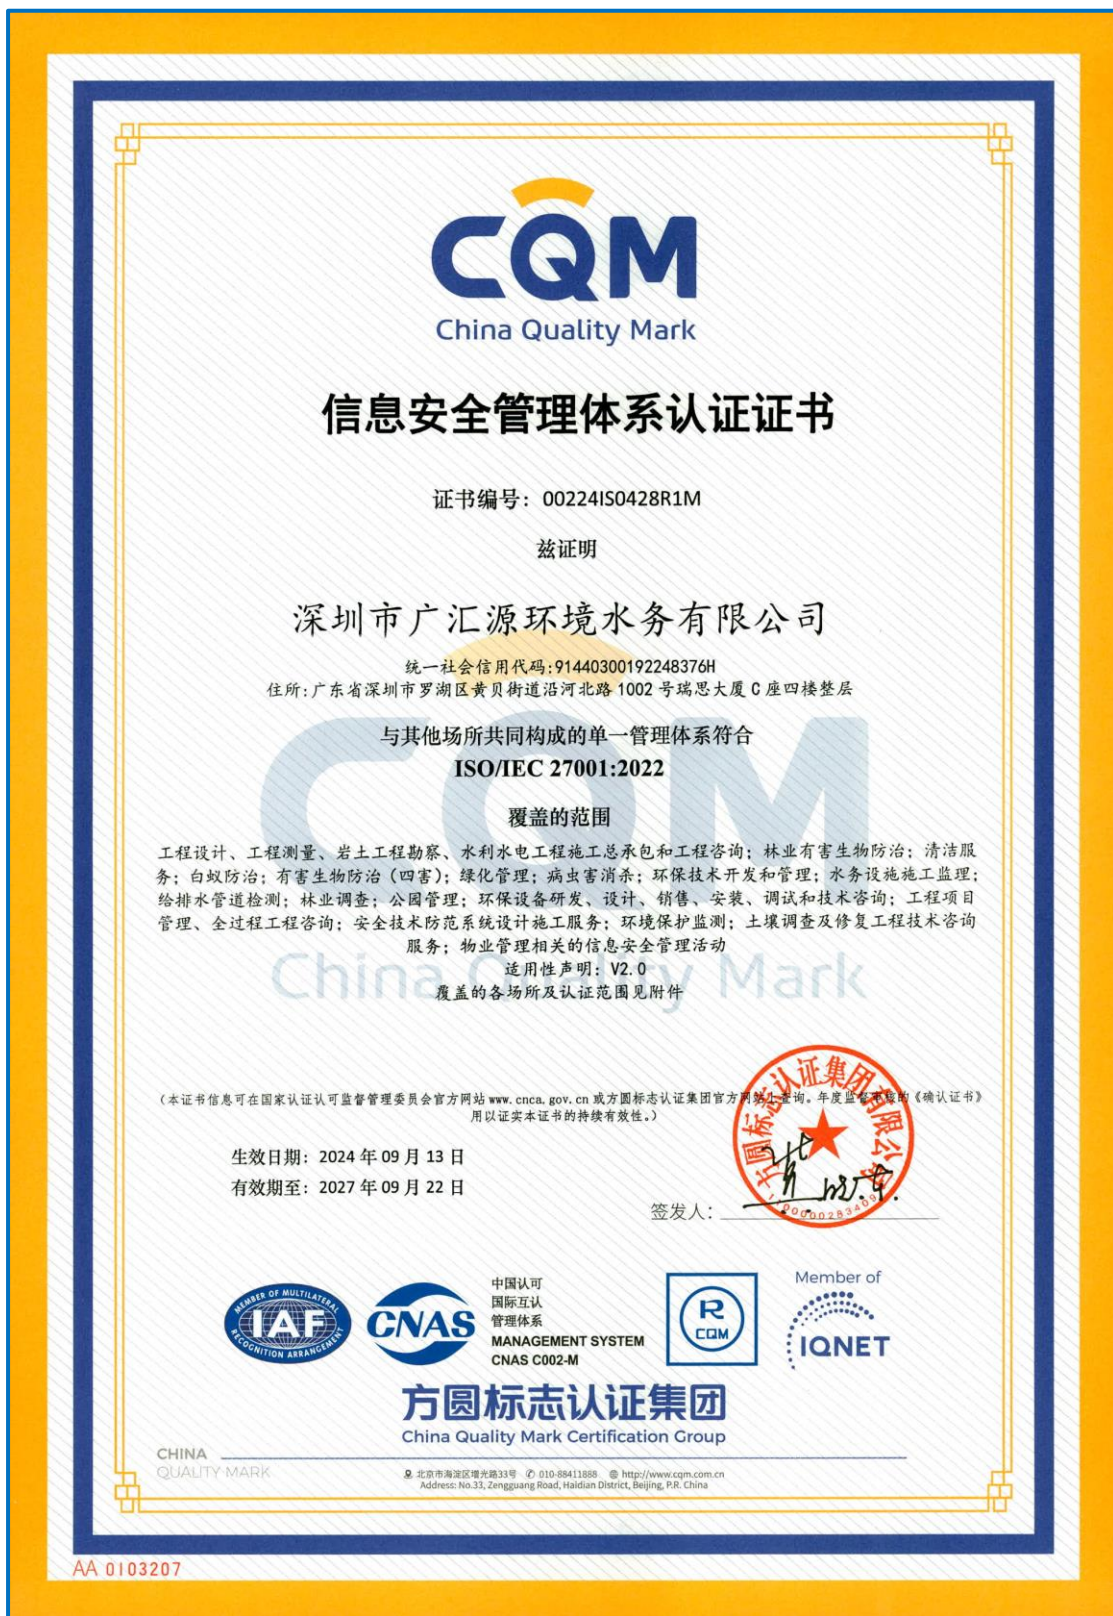 CQM
China Quality Mark
信息安全管理体系认证证书
证书编号：00224IS0428R1M
兹证明
深圳市广汇源环境水务有限公司
统一社会信用代码:91440300192248376H
住所:广东省深圳市罗湖区黄贝街道沿河北路1002号瑞思大厦C座四楼整层
与其他场所共同构成的单一管理体系符合
ISO/IEC 27001:2022
覆盖的范围
工程设计、工程测量、岩土工程勘察、水利水电工程施工总承包和工程咨询；林业有害生物防治；清洁服
务；白蚁防治；有害生物防治（四害）；绿化管理；病虫害消杀；环保技术开发和管理；水务设施施工监理；
给排水管道检测；林业调查；公园管理；环保设备研发、设计、销售、安装、调试和技术咨询；工程项目
管理、全过程工程咨询；安全技术防范系统设计施工服务；环境保护监测；土壤调查及修复工程技术咨询
服务；物业管理相关的信息安全管理活动
适用性声明：V2.0
覆盖的各场所及认证范围见附件
CQM
China Quality Mark
（本证书信息可在国家认证认可监督管理委员会官方网站www.cnca.gov.cn或方圆标志认证集团官方网站上查询。年度监督审核的《确认证书》
用以证实本证书的持续有效性。）
生效日期：2024年09月13日
有效期至：2027年09月22日
签发人：
方圆标志认证集团有限公司
MEMBER OF MULTILATERAL
IAF
RECOGNITION ARRANGEMENT
CNAS
中国认可
国际互认
管理体系
MANAGEMENT SYSTEM
CNAS C002-M
R
CQM
Member of
IQNET
方圆标志认证集团
China Quality Mark Certification Group
CHINA
QUALITY MARK
北京市海淀区增光路33号 010-88411888 http://www.cqm.com.cn
Address: No.33, Zengguang Road, Haidian District, Beijing, P.R. China
AA 0103207